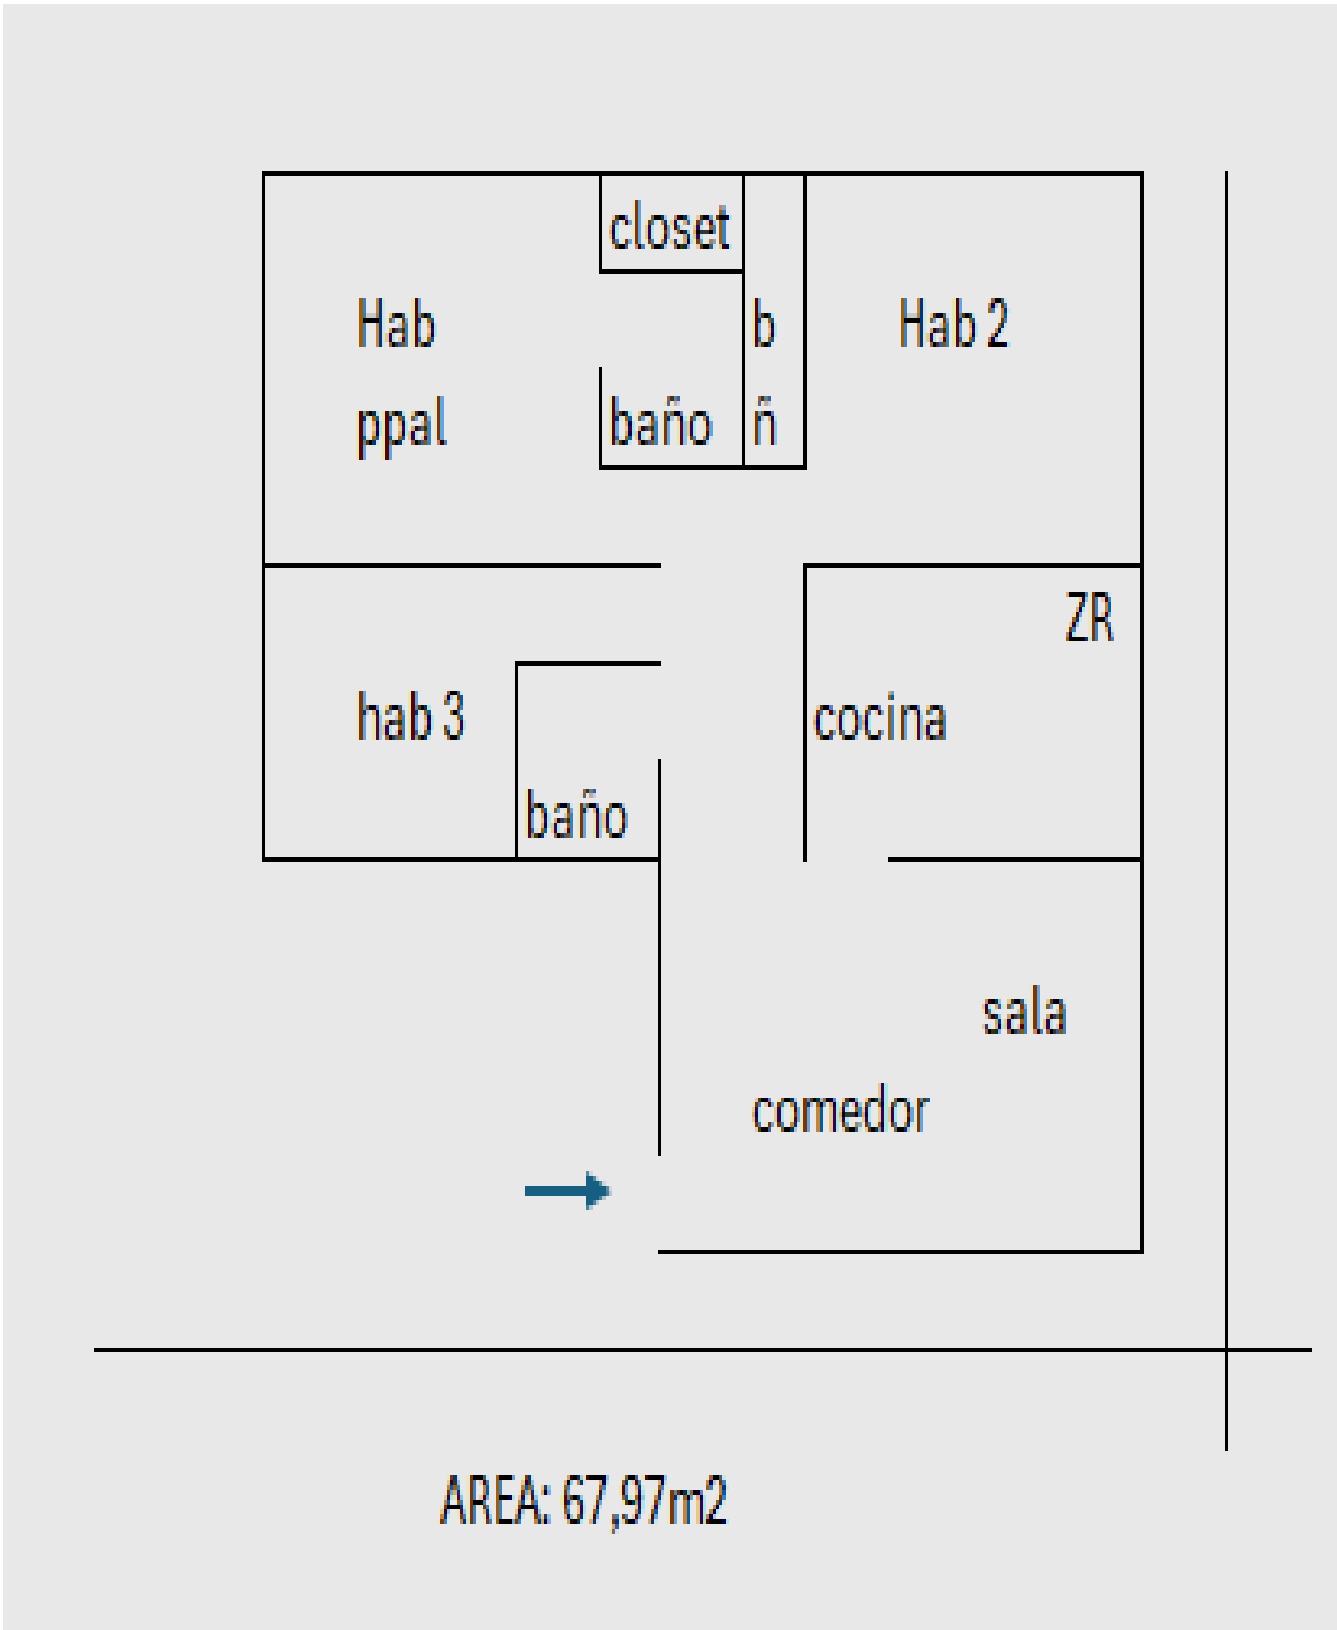 closet
Hab b Hab 2
ppal baño ñ
ZR
hab 3 cocina
baño
sala
comedor
AREA: 67,97m2